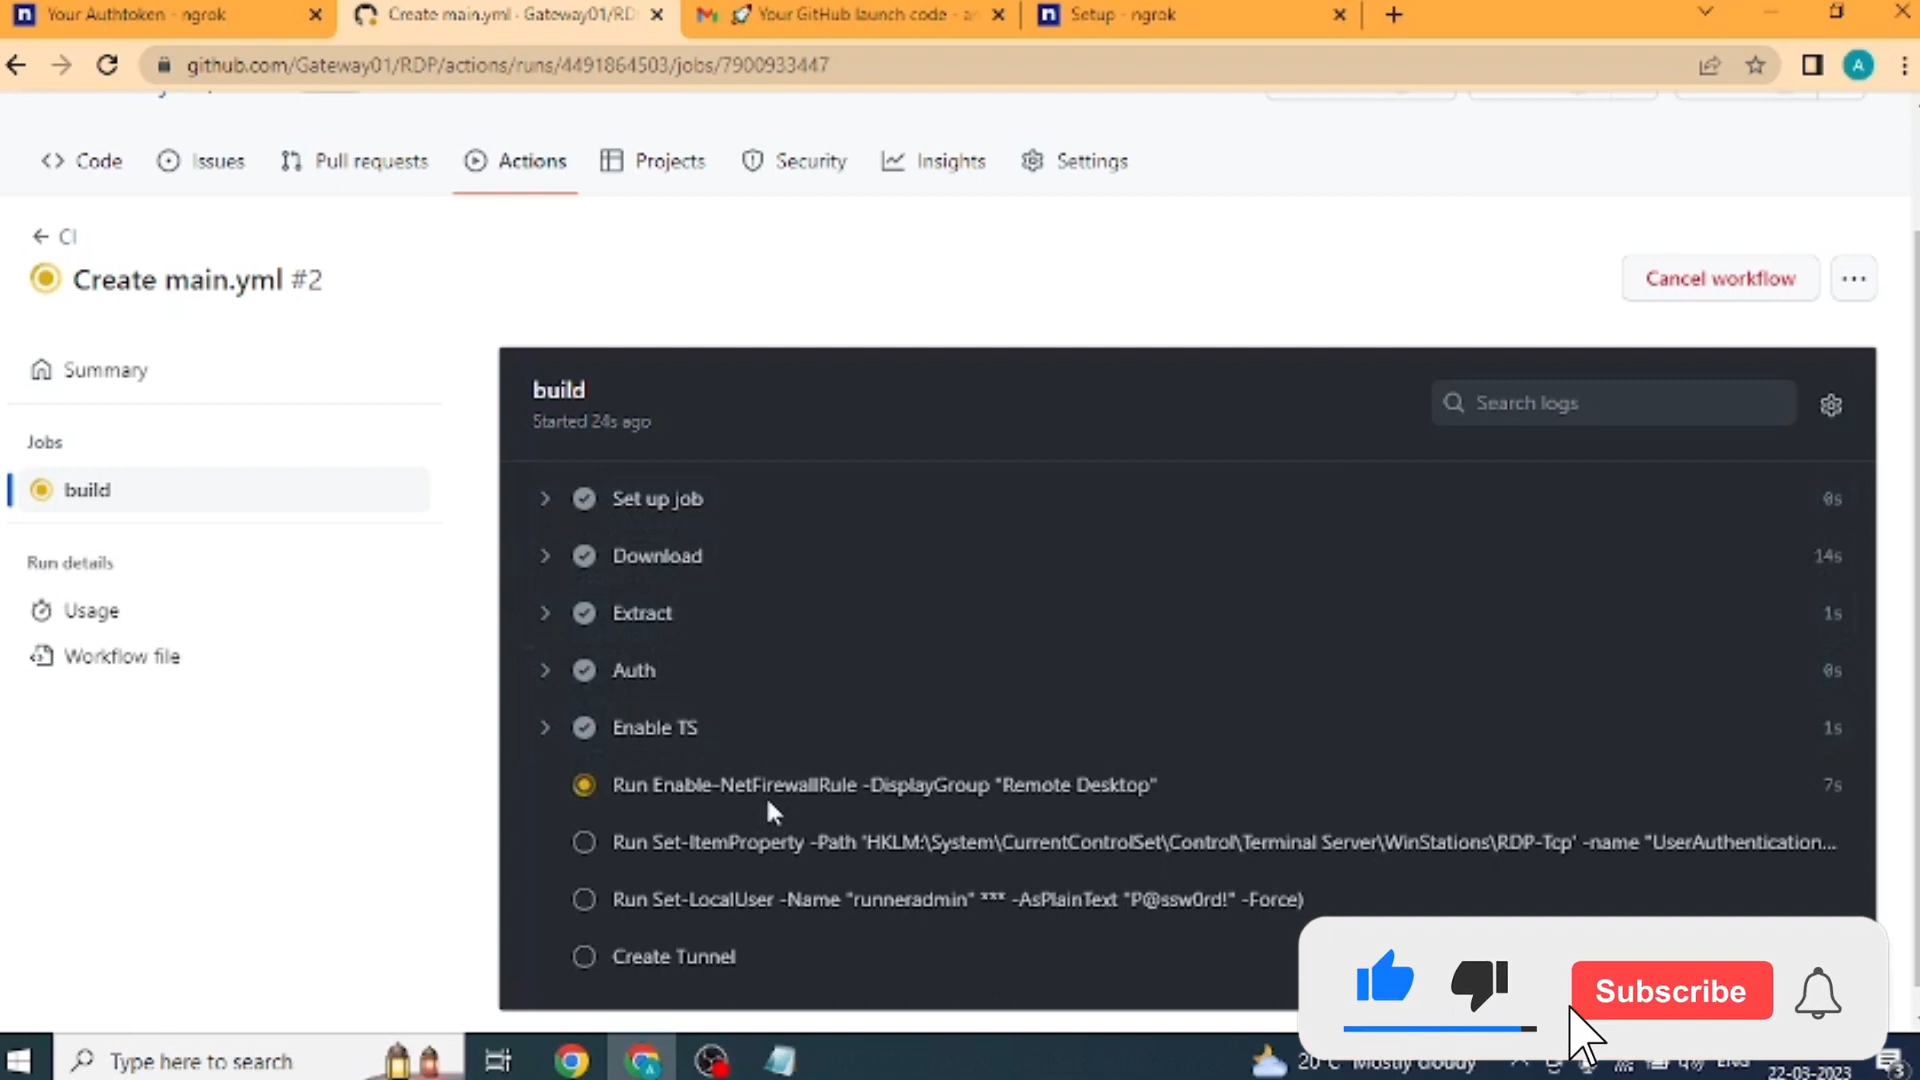 Your Authtoken - ngrok
Create main.yml · Gateway01/RD
Your GitHub launch code - a
Setup - ngrok
github.com/Gateway01/RDP/actions/runs/4491864503/jobs/7900933447
A
Code
Issues
Pull requests
Actions
Projects
Security
Insights
Settings
CI
Create main.yml #2
Cancel workflow
Summary
Jobs
build
Run details
Usage
Workflow file
build
Started 24s ago
Search logs
Set up job 0s
Download 14s
Extract 1s
Auth 0s
Enable TS 1s
Run Enable-NetFirewallRule -DisplayGroup "Remote Desktop" 7s
Run Set-ItemProperty -Path 'HKLM:\System\CurrentControlSet\Control\Terminal Server\WinStations\RDP-Tcp' -name "UserAuthentication...
Run Set-LocalUser -Name "runneradmin" *** -AsPlainText "P@ssw0rd!" -Force)
Create Tunnel
Subscribe
Type here to search
20°C Mostly cloudy
ENG
22-03-2023
3